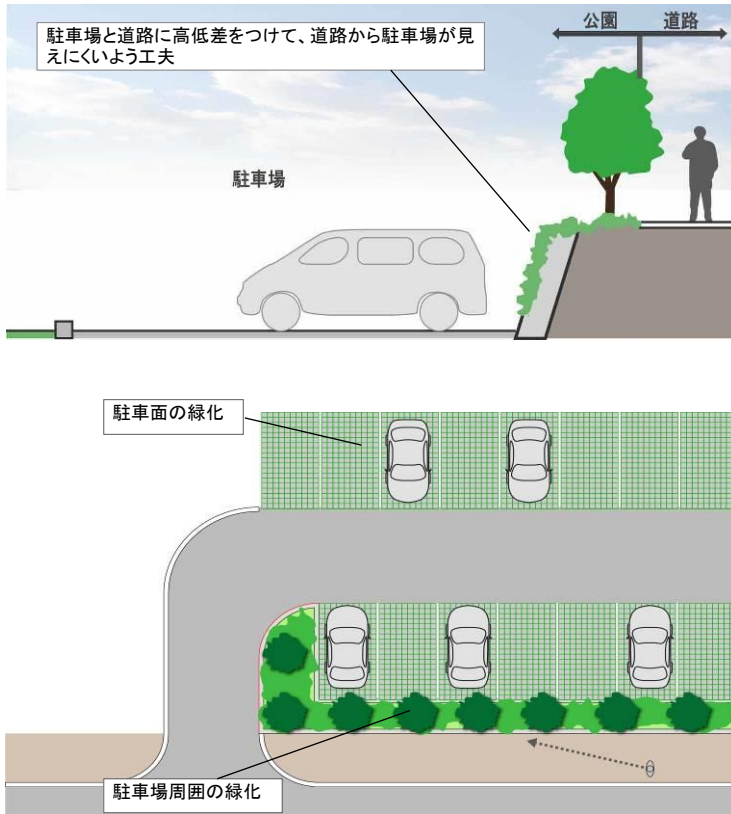 公園 道路
駐車場と道路に高低差をつけて、道路から駐車場が見
えにくいよう工夫
駐車場
駐車面の緑化
駐車場周囲の緑化